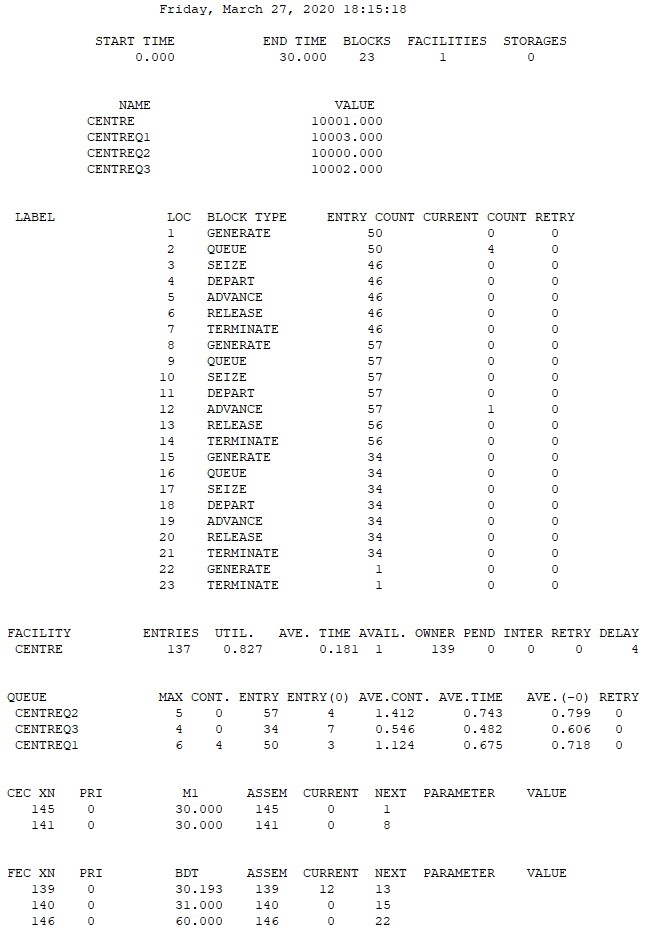 Friday, March 27, 2020 18:15:18
START TIME END TIME BLOCKS FACILITIES STORAGES
0.000 30.000 23 1 0
NAME VALUE
CENTRE 10001.000
CENTREQ1 10003.000
CENTREQ2 10000.000
CENTREQ3 10002.000
LABEL LOC BLOCK TYPE ENTRY COUNT CURRENT COUNT RETRY
1 GENERATE 50 0 0
2 QUEUE 50 4 0
3 SEIZE 46 0 0
4 DEPART 46 0 0
5 ADVANCE 46 0 0
6 RELEASE 46 0 0
7 TERMINATE 46 0 0
8 GENERATE 57 0 0
9 QUEUE 57 0 0
10 SEIZE 57 0 0
11 DEPART 57 0 0
12 ADVANCE 57 1 0
13 RELEASE 56 0 0
14 TERMINATE 56 0 0
15 GENERATE 34 0 0
16 QUEUE 34 0 0
17 SEIZE 34 0 0
18 DEPART 34 0 0
19 ADVANCE 34 0 0
20 RELEASE 34 0 0
21 TERMINATE 34 0 0
22 GENERATE 1 0 0
23 TERMINATE 1 0 0
FACILITY ENTRIES UTIL. AVE. TIME AVAIL. OWNER PEND INTER RETRY DELAY
CENTRE 137 0.827 0.181 1 139 0 0 0 4
QUEUE MAX CONT. ENTRY ENTRY(0) AVE.CONT. AVE.TIME AVE.(-0) RETRY
CENTREQ2 5 0 57 4 1.412 0.743 0.799 0
CENTREQ3 4 0 34 7 0.546 0.482 0.606 0
CENTREQ1 6 4 50 3 1.124 0.675 0.718 0
CEC XN PRI M1 ASSEM CURRENT NEXT PARAMETER VALUE
145 0 30.000 145 0 1
141 0 30.000 141 0 8
FEC XN PRI BDT ASSEM CURRENT NEXT PARAMETER VALUE
139 0 30.193 139 12 13
140 0 31.000 140 0 15
146 0 60.000 146 0 22